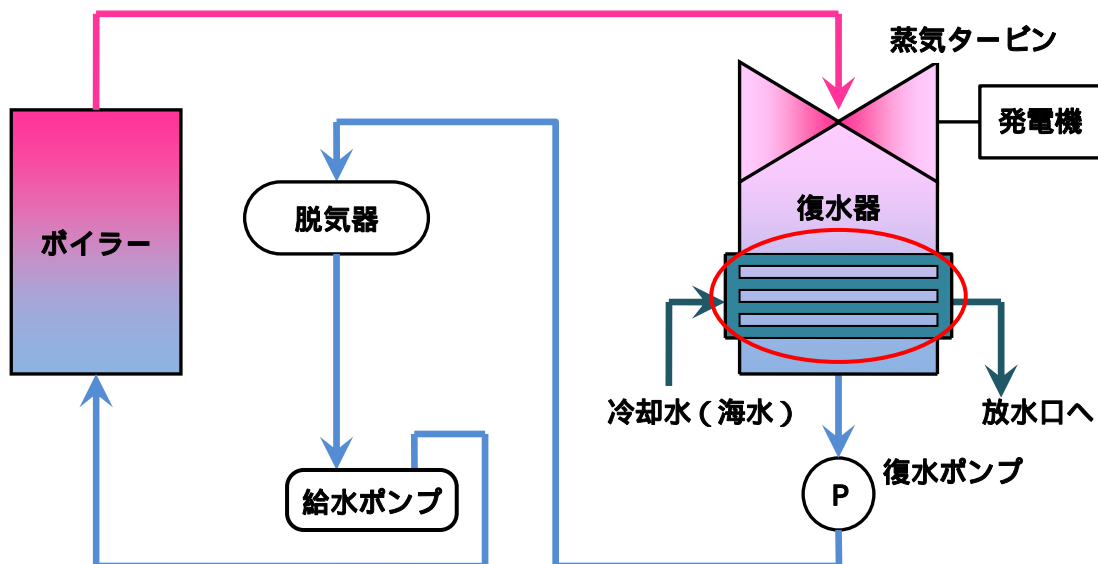 蒸気タービン
発電機
復水器
脱気器
ボイラー
冷却水（海水）
放水口へ
復水ポンプ
P
給水ポンプ